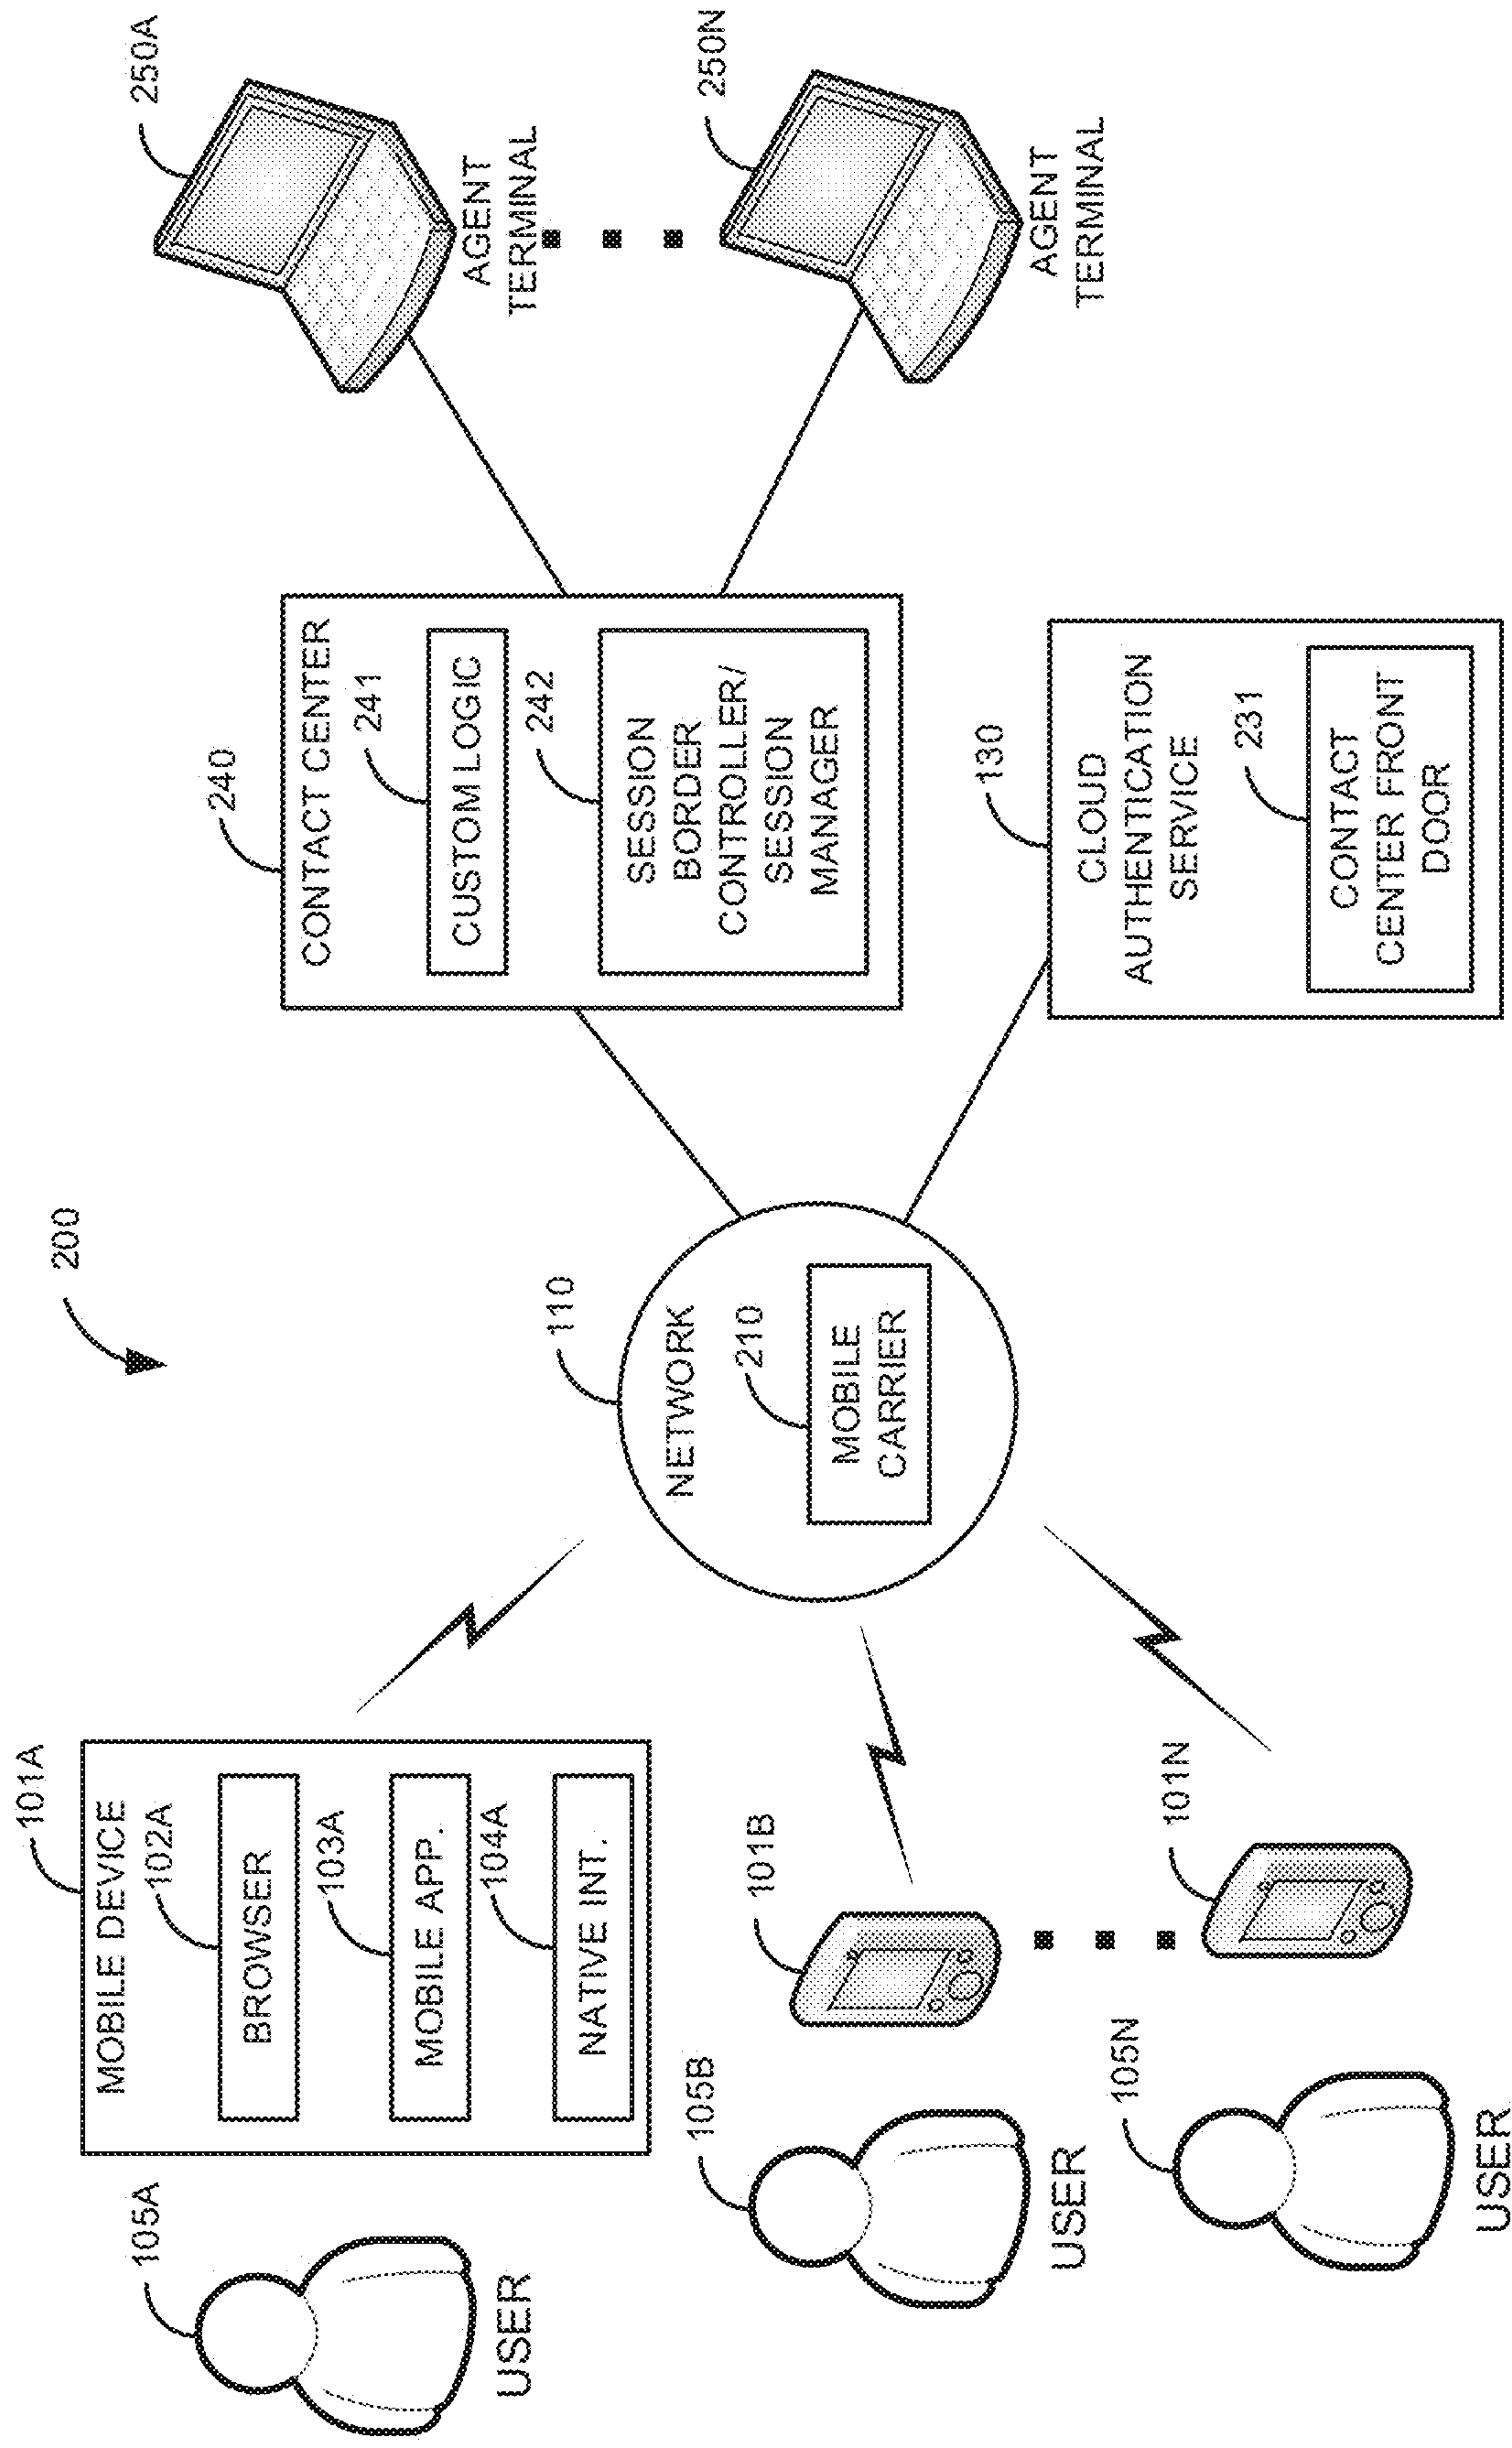 200
105A
USER
101A
MOBILE DEVICE
102A
BROWSER
103A
MOBILE APP.
104A
NATIVE INT.
105B
USER
101B
105N
USER
101N
110
NETWORK
210
MOBILE
CARRIER
240
CONTACT CENTER
241
CUSTOM LOGIC
242
SESSION
BORDER
CONTROLLER/
SESSION
MANAGER
130
CLOUD
AUTHENTICATION
SERVICE
231
CONTACT
CENTER FRONT
DOOR
250A
AGENT
TERMINAL
250N
AGENT
TERMINAL